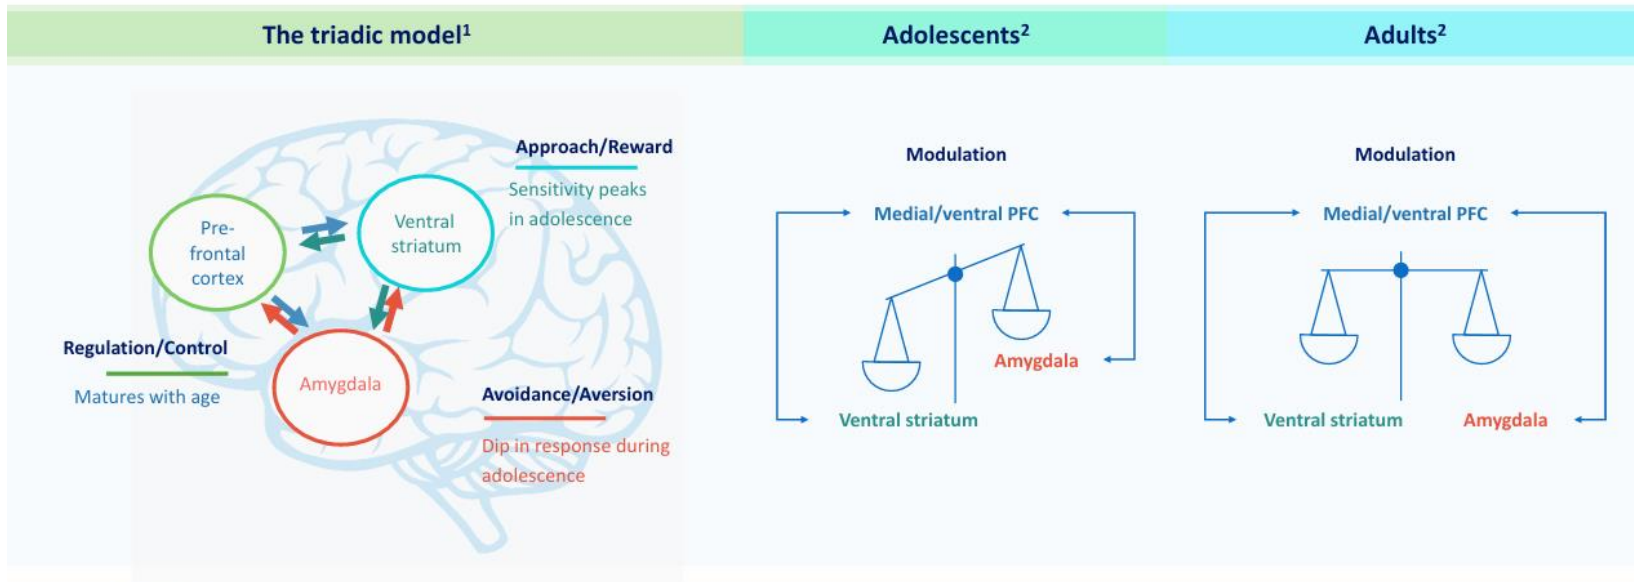 The triadic model¹
Adolescents²
Adults²
Approach/Reward
Sensitivity peaks
in adolescence
Pre-
frontal
cortex
Ventral
striatum
Regulation/Control
Matures with age
Amygdala
Avoidance/Aversion
Dip in response during
adolescence
Modulation
Medial/ventral PFC
Amygdala
Ventral striatum
Modulation
Medial/ventral PFC
Ventral striatum
Amygdala